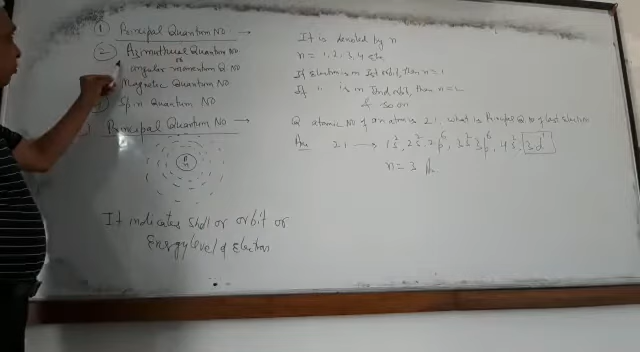 ① Principal Quantum No →
② Azimuthal Quantum No
or
angular momentum Q No
Magnetic Quantum No
Spin Quantum No
Principal Quantum No →
It indicates Shell or orbit or
Energy level of Electron
It is denoted by n
n = 1, 2, 3, 4 etc
If electron is in Ist orbit, then n = 1
If " is in IInd orbit, then n = 2
& so on
Q atomic No of an atom is 21, what is Principal Q No of last electron
Ans 21 → 1s², 2s², 2p⁶, 3s², 3p⁶, 4s², 3d¹
n = 3